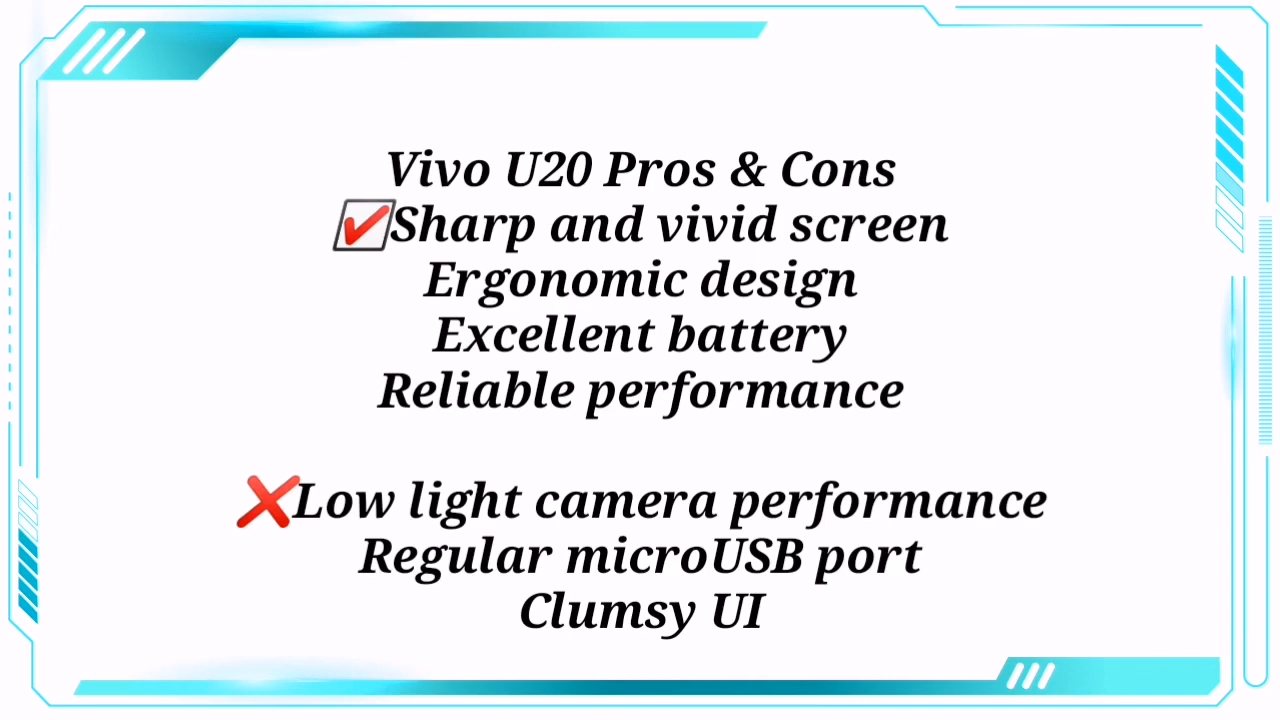 Vivo U20 Pros & Cons
✔Sharp and vivid screen
Ergonomic design
Excellent battery
Reliable performance
❌Low light camera performance
Regular microUSB port
Clumsy UI